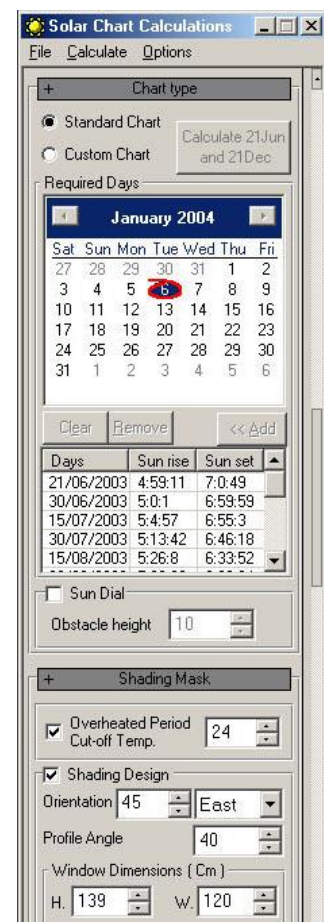 Solar Chart Calculations
File Calculate Options
+ Chart type
Standard Chart
Custom Chart
Calculate 21Jun
and 21Dec
Required Days
January 2004
Sat Sun Mon Tue Wed Thu Fri
27 28 29 30 31 1 2
3 4 5 6 7 8 9
10 11 12 13 14 15 16
17 18 19 20 21 22 23
24 25 26 27 28 29 30
31 1 2 3 4 5 6
Clear Remove << Add
Days Sun rise Sun set
21/06/2003 4:59:11 7:0:49
30/06/2003 5:0:1 6:59:59
15/07/2003 5:4:57 6:55:3
30/07/2003 5:13:42 6:46:18
15/08/2003 5:26:8 6:33:52
Sun Dial
Obstacle height 10
+ Shading Mask
Overheated Period
Cut-off Temp. 24
Shading Design
Orientation 45 East
Profile Angle 40
Window Dimensions ( Cm )
H. 139 W. 120